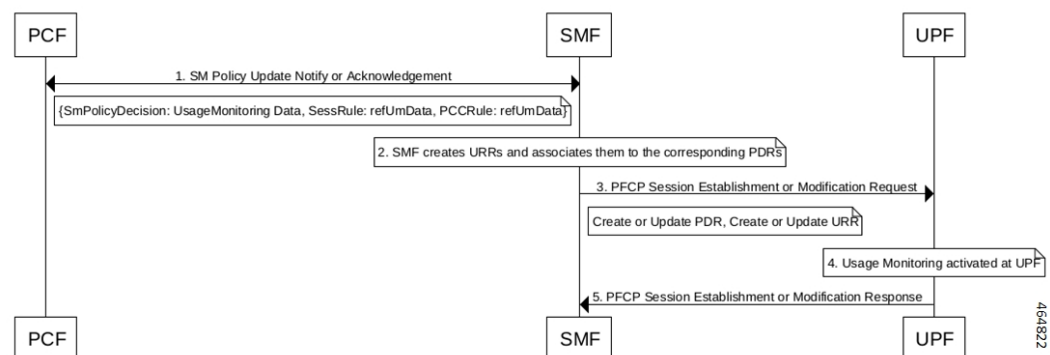 PCF
SMF
UPF
1. SM Policy Update Notify or Acknowledgement
{SmPolicyDecision: UsageMonitoring Data, SessRule: refUmData, PCCRule: refUmData}
2. SMF creates URRs and associates them to the corresponding PDRs
3. PFCP Session Establishment or Modification Request
Create or Update PDR, Create or Update URR
4. Usage Monitoring activated at UPF
5. PFCP Session Establishment or Modification Response
PCF
SMF
UPF
464822